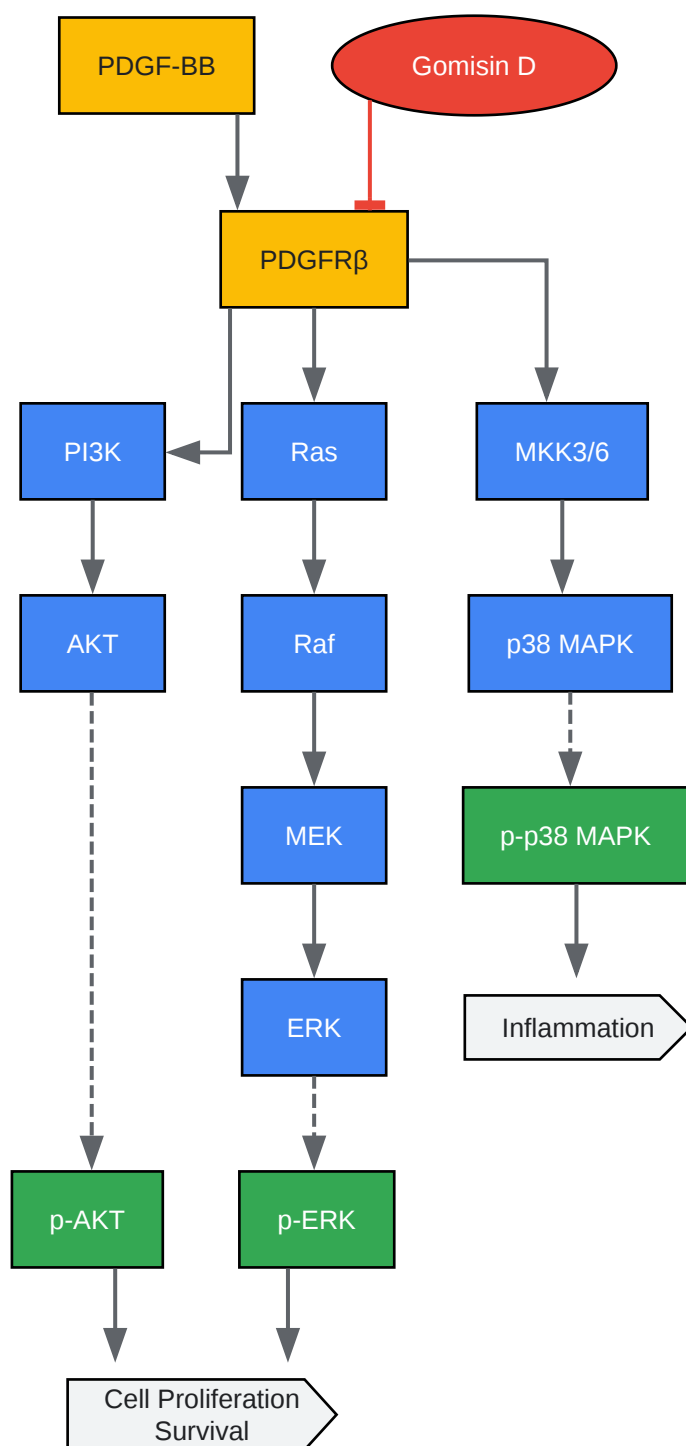 PDGF-BB
Gomisin D
PDGFRβ
PI3K
Ras
MKK3/6
AKT
Raf
p38 MAPK
MEK
p-p38 MAPK
ERK
Inflammation
p-AKT
p-ERK
Cell Proliferation
Survival